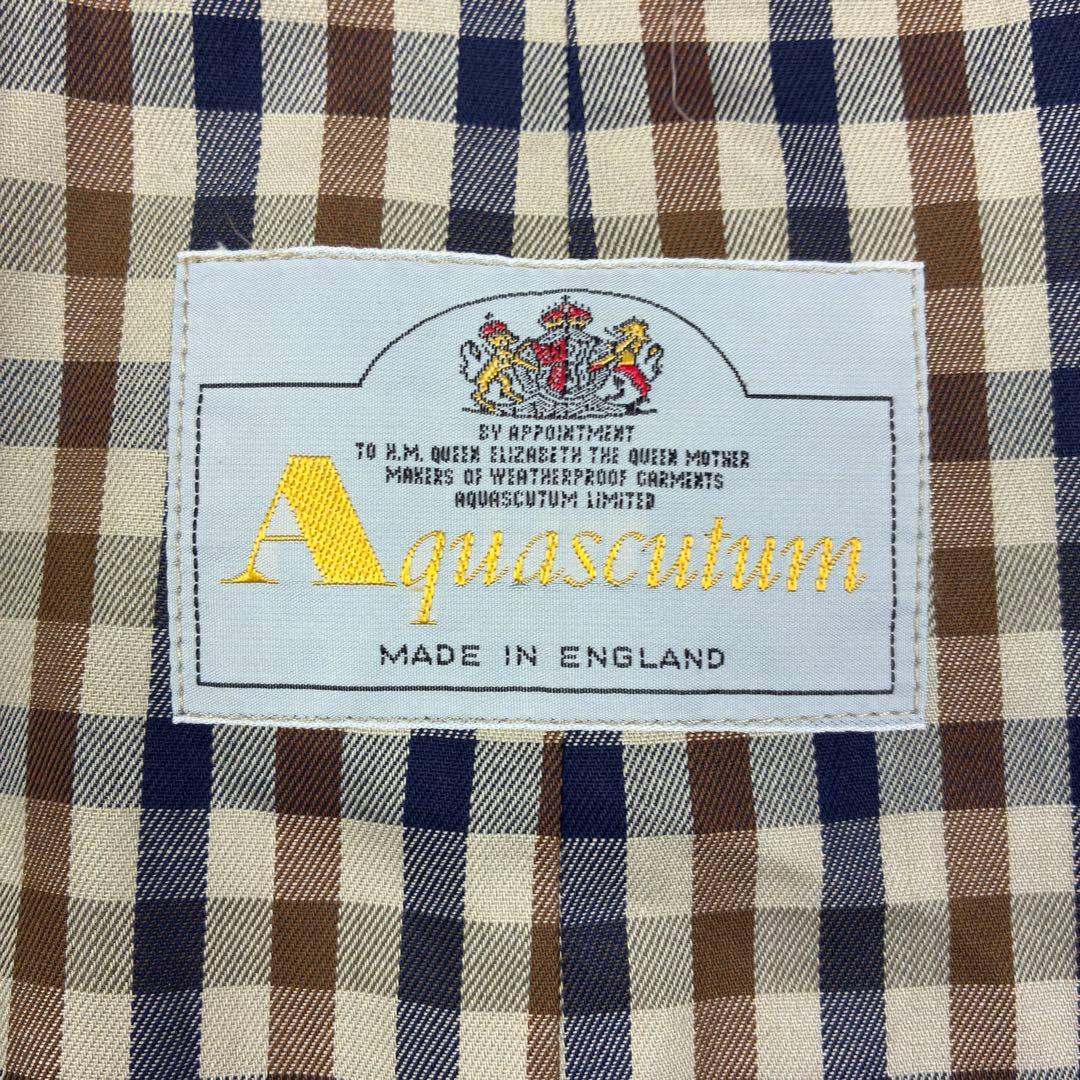 BY APPOINTMENT
TO H.M. QUEEN ELIZABETH THE QUEEN MOTHER
MAKERS OF WEATHERPROOF GARMENTS
AQUASCUTUM LIMITED
Aquascutum
MADE IN ENGLAND